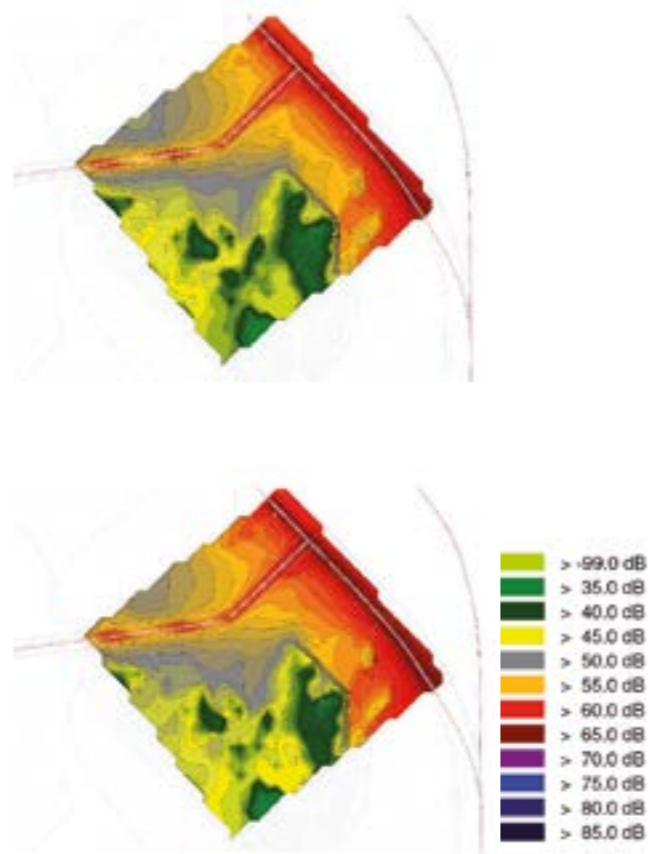 > -99.0 dB
> 35.0 dB
> 40.0 dB
> 45.0 dB
> 50.0 dB
> 55.0 dB
> 60.0 dB
> 65.0 dB
> 70.0 dB
> 75.0 dB
> 80.0 dB
> 85.0 dB